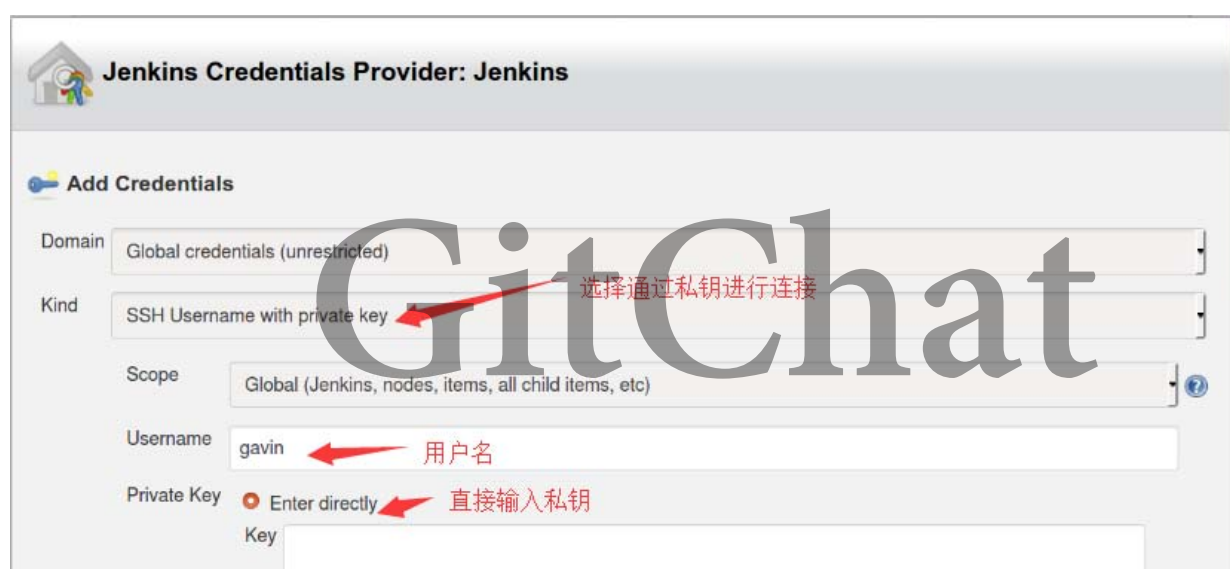 Jenkins Credentials Provider: Jenkins
Add Credentials
Domain
Global credentials (unrestricted)
选择通过私钥进行连接
Kind
SSH Username with private key
GitChat
Scope
Global (Jenkins, nodes, items, all child items, etc)
Username
gavin
用户名
Private Key
Enter directly
直接输入私钥
Key